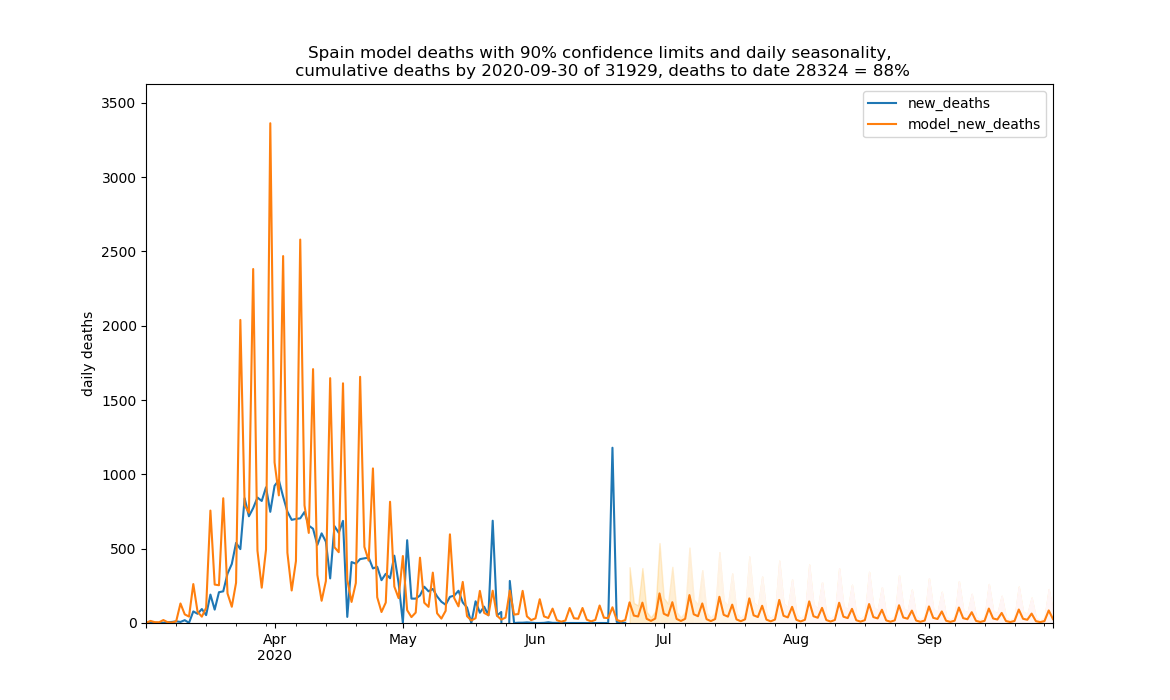 Spain model deaths with 90% confidence limits and daily seasonality,
cumulative deaths by 2020-09-30 of 31929, deaths to date 28324 = 88%
new_deaths
model_new_deaths
3500
3000
2500
2000
1500
1000
500
0
daily deaths
Apr
2020
May
Jun
Jul
Aug
Sep